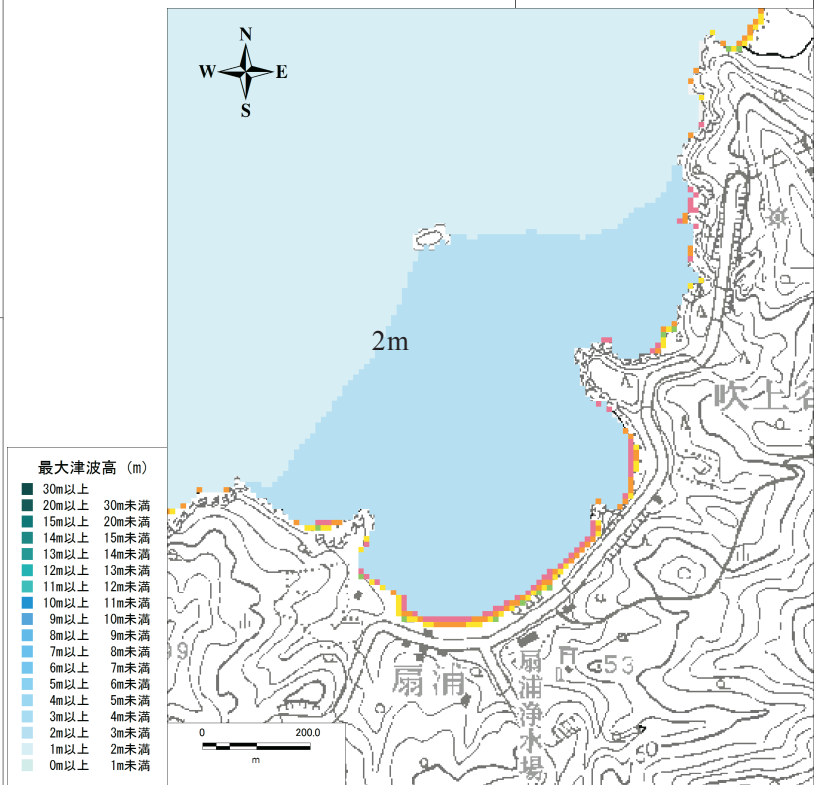 N
W E
S
2m
吹上谷
最大津波高 (m)
30m以上
20m以上 30m未満
15m以上 20m未満
14m以上 15m未満
13m以上 14m未満
12m以上 13m未満
11m以上 12m未満
10m以上 11m未満
9m以上 10m未満
8m以上 9m未満
7m以上 8m未満
6m以上 7m未満
5m以上 6m未満
4m以上 5m未満
3m以上 4m未満
2m以上 3m未満
1m以上 2m未満
0m以上 1m未満
扇浦
扇浦浄水場
53
0 200.0
m